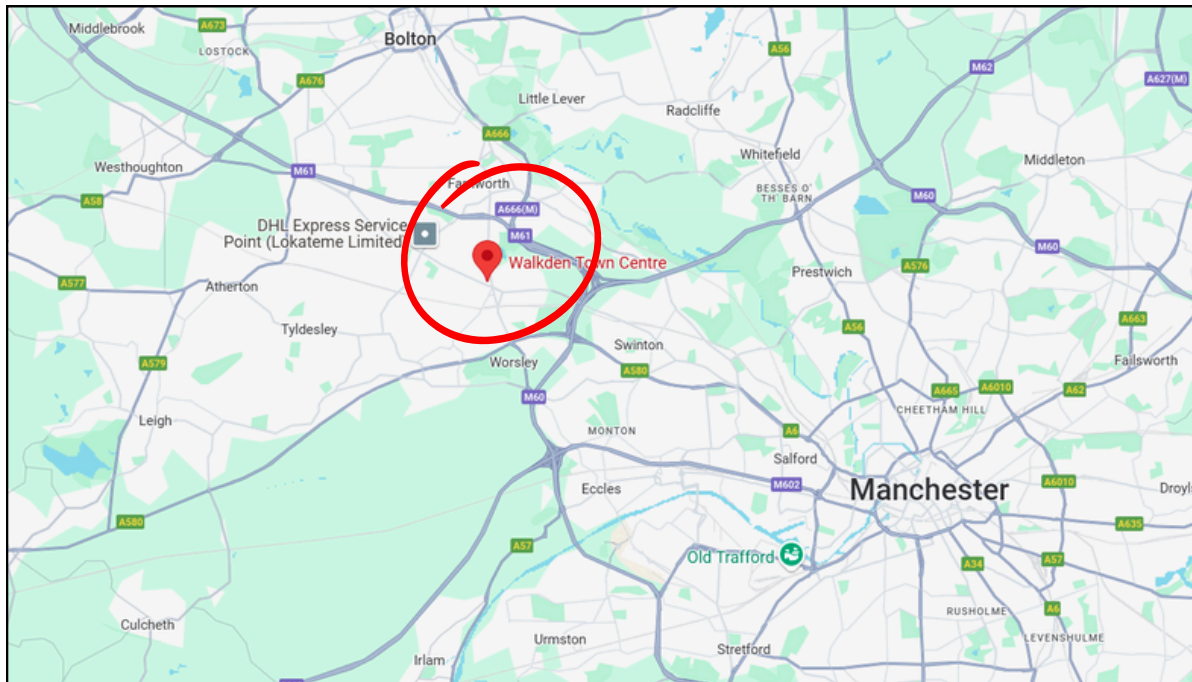 Middlebrook
A673
LOSTOCK
Bolton
A56
M62
A627(M)
A676
Little Lever
Radcliffe
A666
Whitefield
Middleton
Westhoughton
M61
Farnworth
BESSES O'
TH' BARN
M60
A58
A666(M)
DHL Express Service
Point (Lokateme Limited)
M61
M60
Walkden Town Centre
A576
Prestwich
A577
Atherton
A663
Tyldesley
A56
Swinton
Worsley
A579
A580
Failsworth
M60
A665
A6010
A62
Leigh
CHEETHAM HILL
MONTON
A6
Salford
M602
Eccles
Manchester
A6010
Droyls
A580
A57
A635
Old Trafford
A34
A57
Culcheth
RUSHOLME
A6
Urmston
LEVENSHULME
Irlam
Stretford